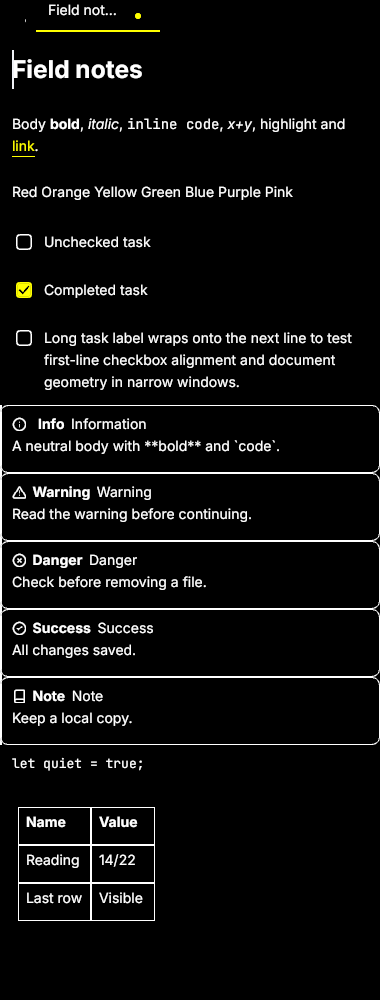 Field not...
Field notes
Body bold, italic, inline code, x+y, highlight and
link.
Red Orange Yellow Green Blue Purple Pink
Unchecked task
Completed task
Long task label wraps onto the next line to test
first-line checkbox alignment and document
geometry in narrow windows.
Info Information
A neutral body with **bold** and `code`.
Warning Warning
Read the warning before continuing.
Danger Danger
Check before removing a file.
Success Success
All changes saved.
Note Note
Keep a local copy.
let quiet = true;
Name Value
Reading 14/22
Last row Visible